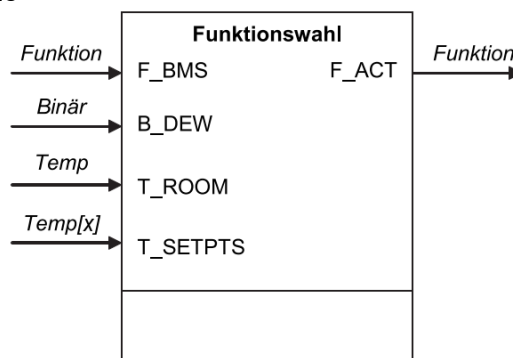 Funktionswahl
Funktion F_BMS F_ACT Funktion
Binär B_DEW
Temp T_ROOM
Temp[x] T_SETPTS